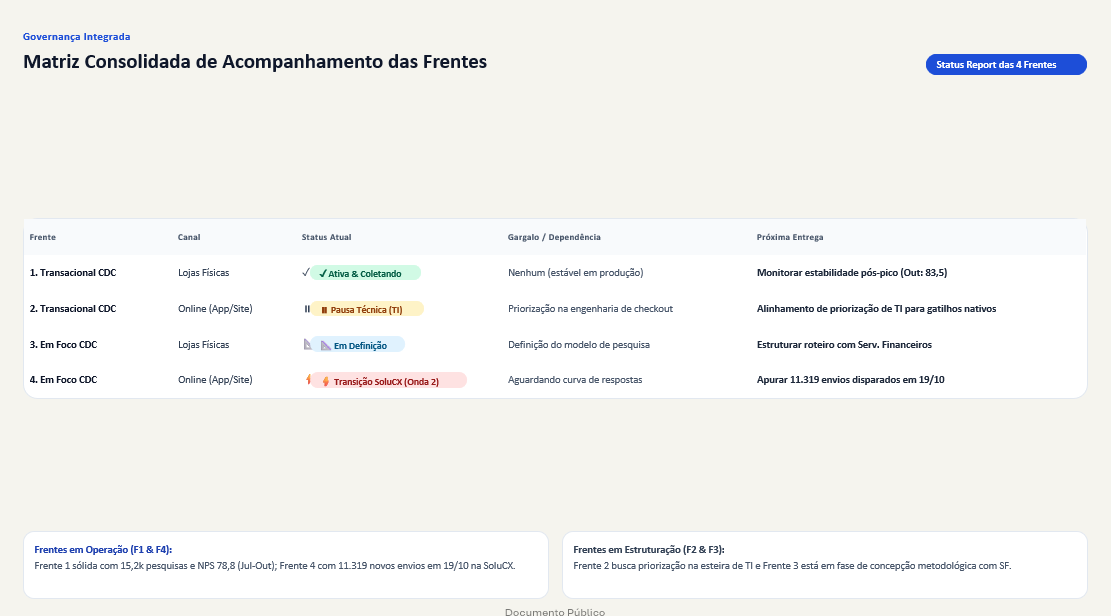 Governança Integrada
Matriz Consolidada de Acompanhamento das Frentes
Status Report das 4 Frentes
Frente Canal Status Atual Gargalo / Dependência Próxima Entrega
1. Transacional CDC Lojas Físicas ✓ ✓ Ativa & Coletando Nenhum (estável em produção) Monitorar estabilidade pós-pico (Out: 83,5)
2. Transacional CDC Online (App/Site) ⏸ ⏸ Pausa Técnica (TI) Priorização na engenharia de checkout Alinhamento de priorização de TI para gatilhos nativos
3. Em Foco CDC Lojas Físicas 📐 📐 Em Definição Definição do modelo de pesquisa Estruturar roteiro com Serv. Financeiros
4. Em Foco CDC Online (App/Site) ⚡ ⚡ Transição SoluCX (Onda 2) Aguardando curva de respostas Apurar 11.319 envios disparados em 19/10
Frentes em Operação (F1 & F4):
Frente 1 sólida com 15,2k pesquisas e NPS 78,8 (Jul-Out); Frente 4 com 11.319 novos envios em 19/10 na SoluCX.
Frentes em Estruturação (F2 & F3):
Frente 2 busca priorização na esteira de TI e Frente 3 está em fase de concepção metodológica com SF.
Documento Público